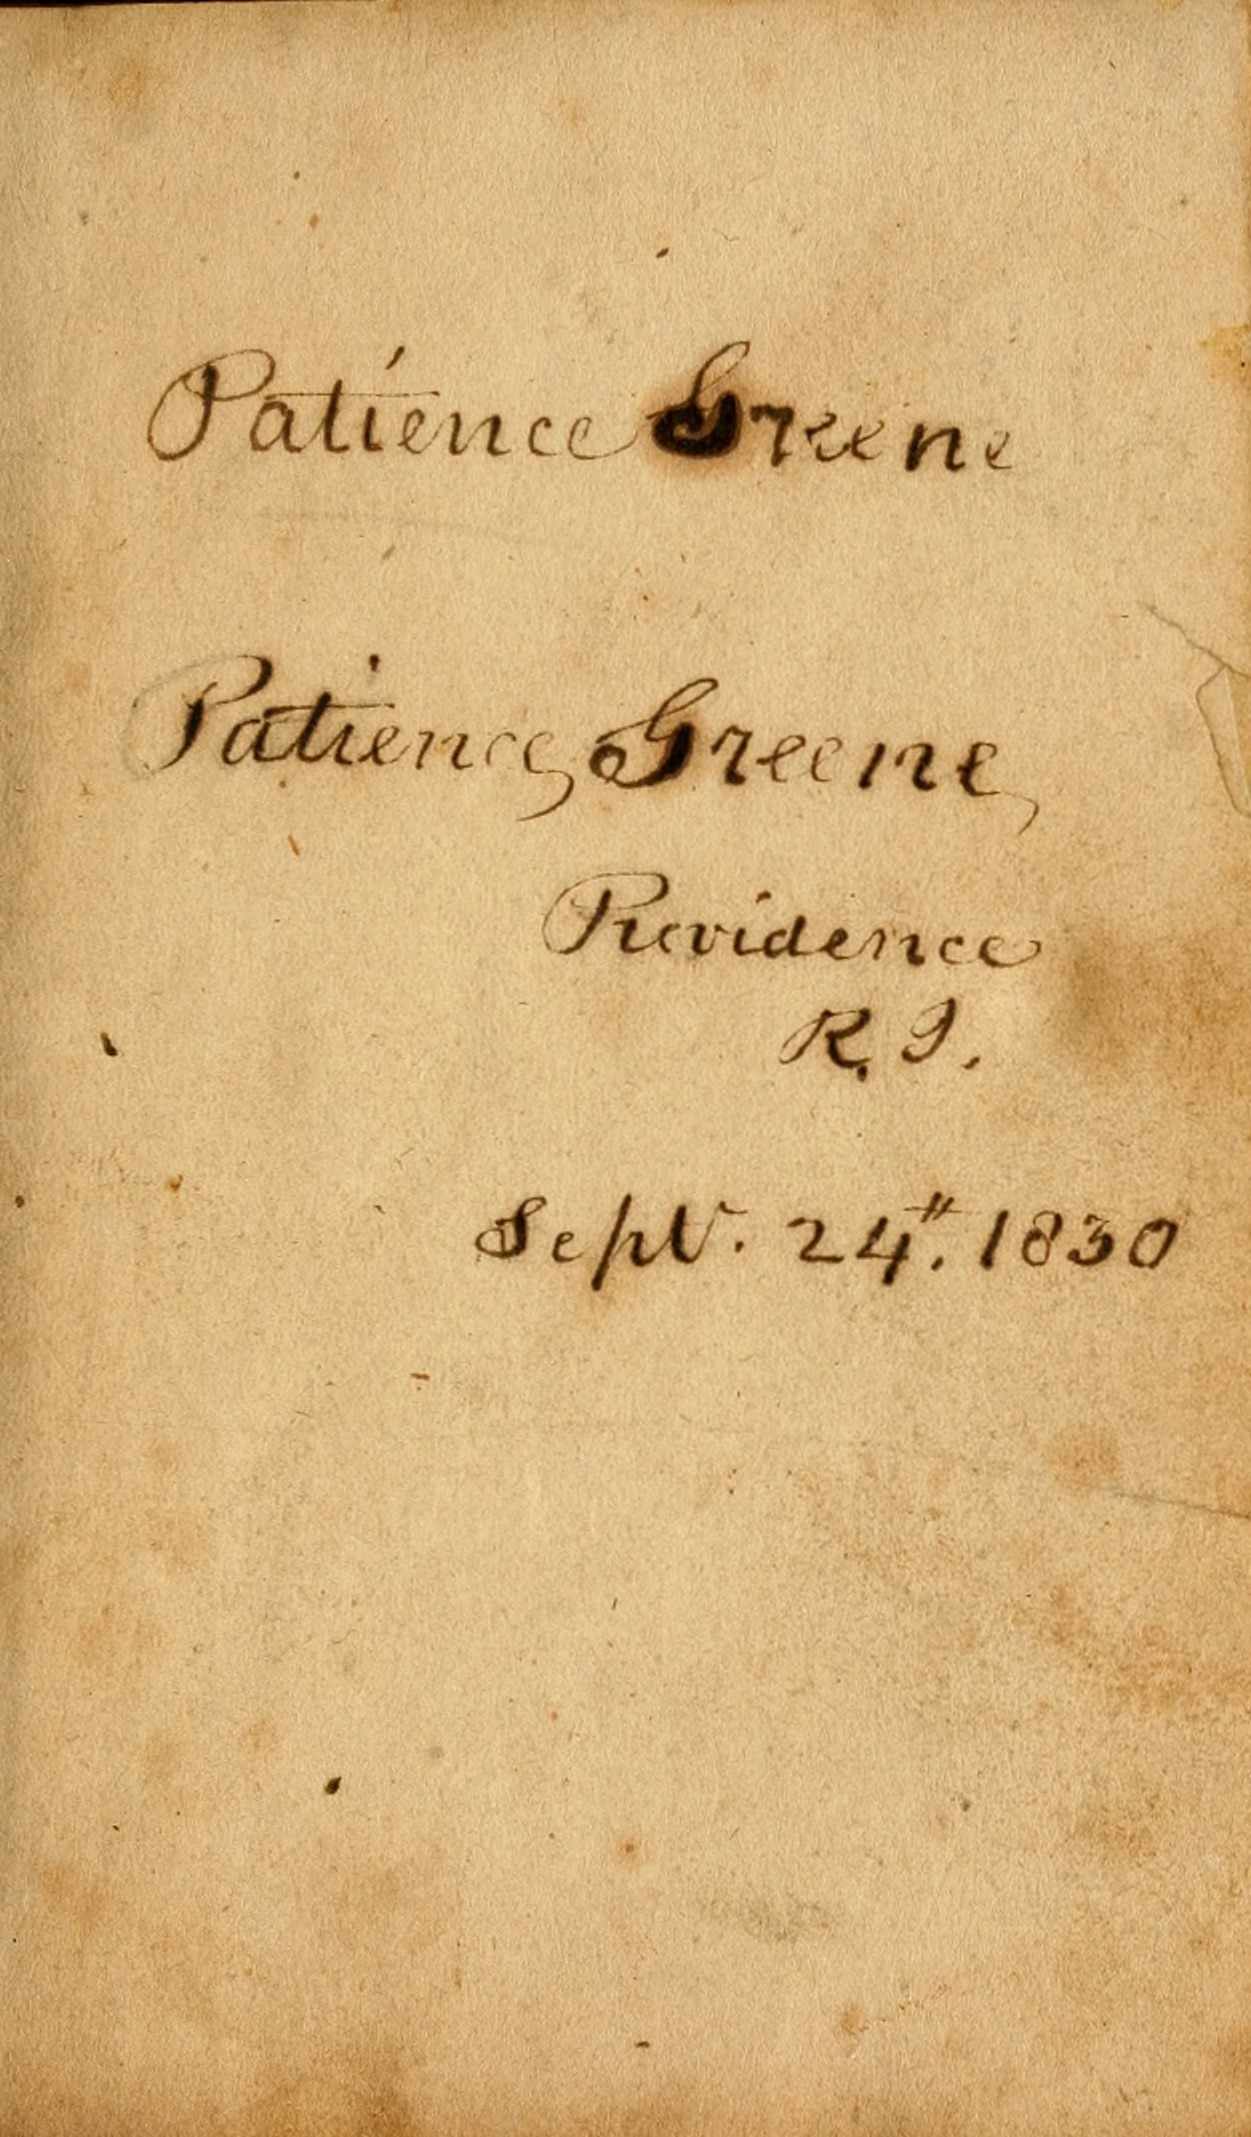 Patience Greene
Patience Greene
Providence
R. I.
Sept. 24th. 1830